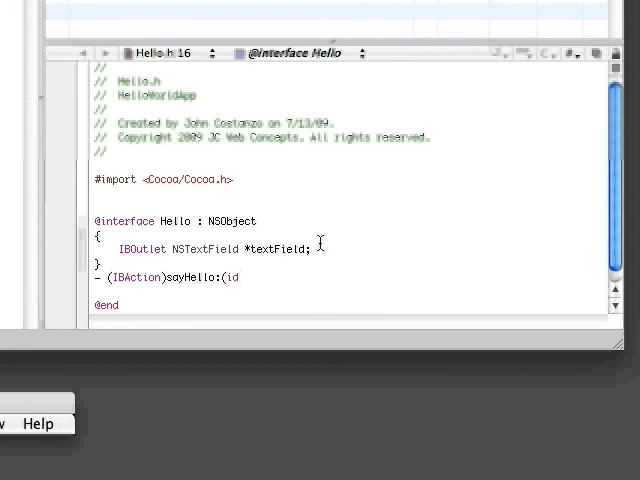 Hello.h:16 @interface Hello
//
// Hello.h
// HelloWorldApp
//
// Created by John Costanzo on 7/13/09.
// Copyright 2009 JC Web Concepts. All rights reserved.
//
#import <Cocoa/Cocoa.h>
@interface Hello : NSObject
{
IBOutlet NSTextField *textField;
}
- (IBAction)sayHello:(id
@end
Help